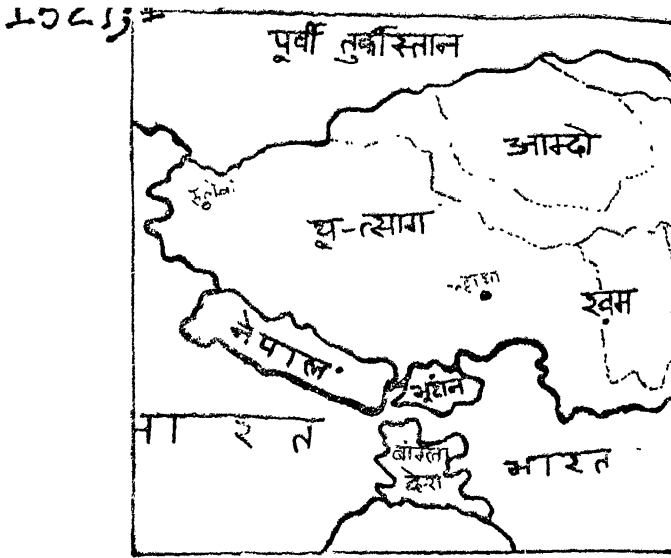 पूर्वी तुर्कीस्तान
आम्दो
थू-त्सांग
ल्हासा
खम
नेपाल
भूटान
भारत
बांग्ला
देश
भारत